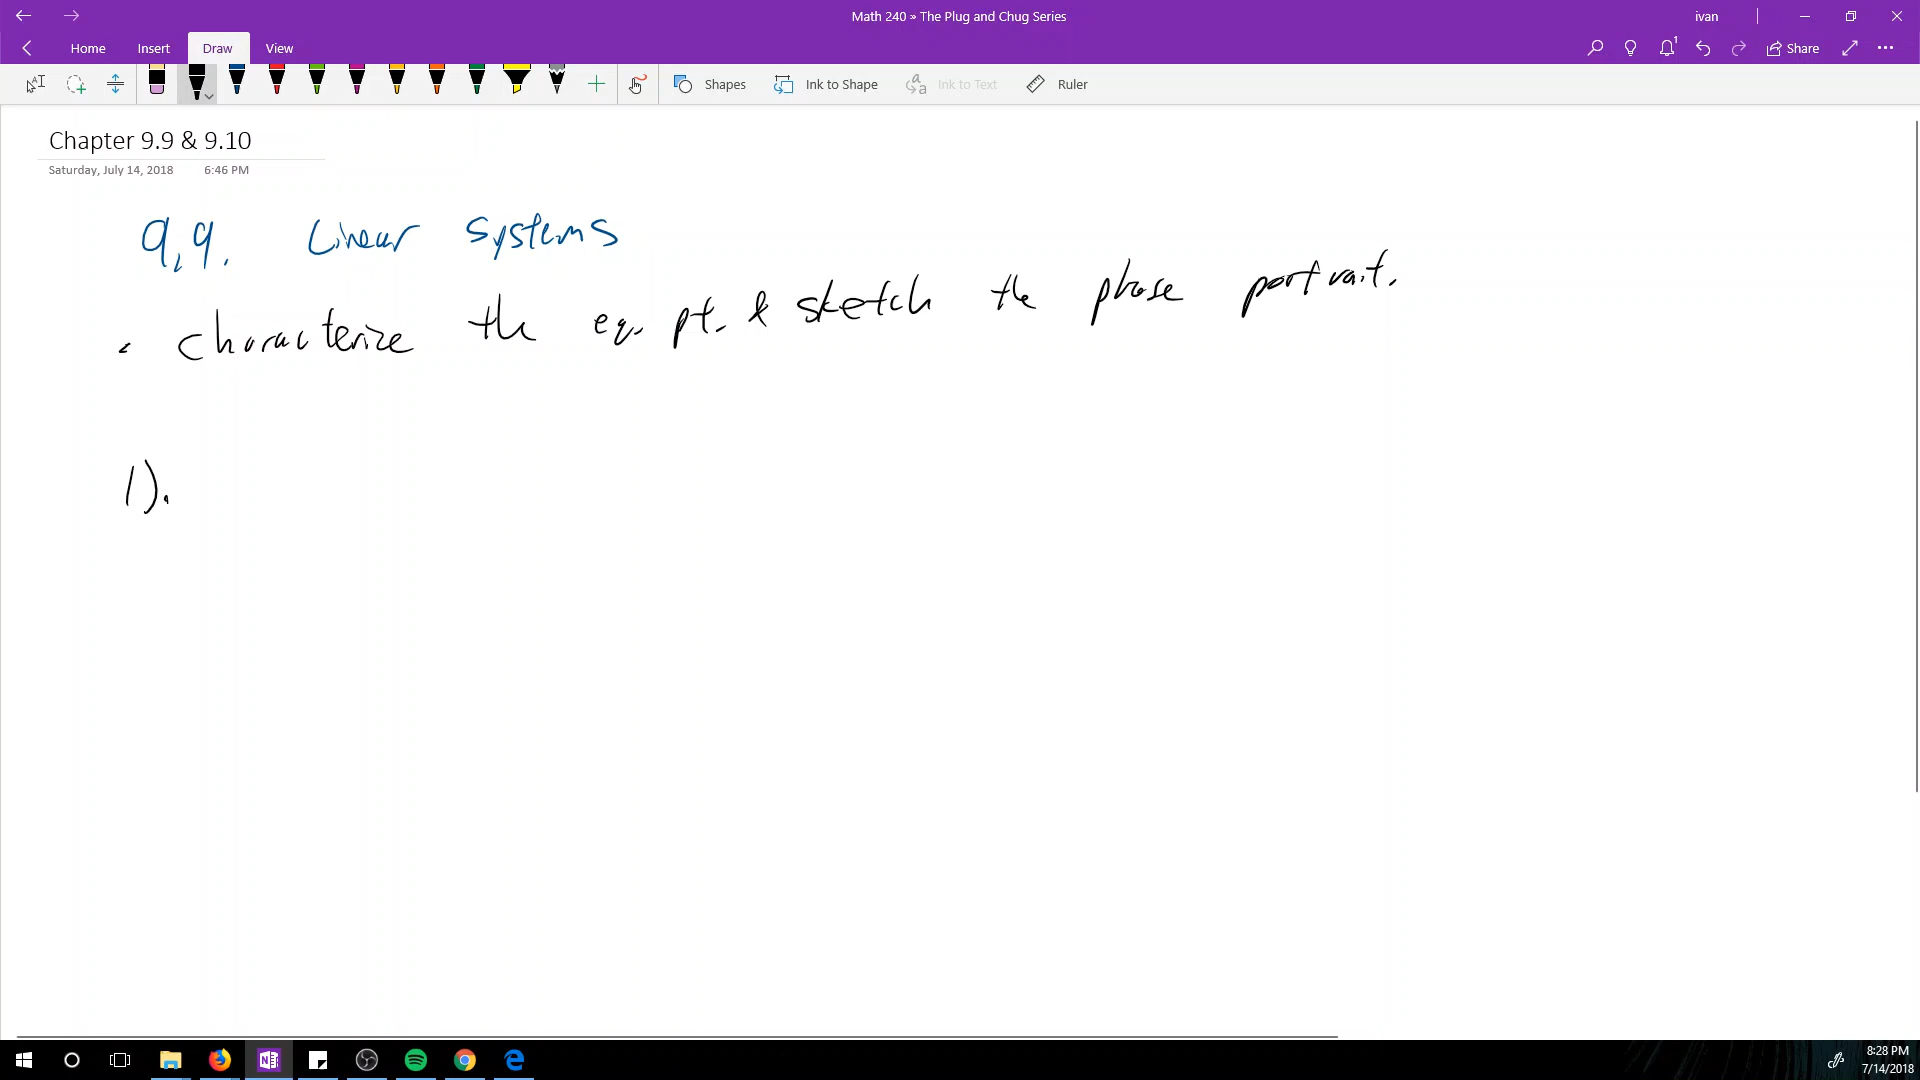 Math 240 » The Plug and Chug Series
ivan
Home Insert Draw View
1 Share
Shapes Ink to Shape Ink to Text Ruler
Chapter 9.9 & 9.10
Saturday, July 14, 2018 6:46 PM
9.9. Linear Systems
· characterize the eq. pt. & sketch the phase portrait.
1).
8:28 PM
7/14/2018